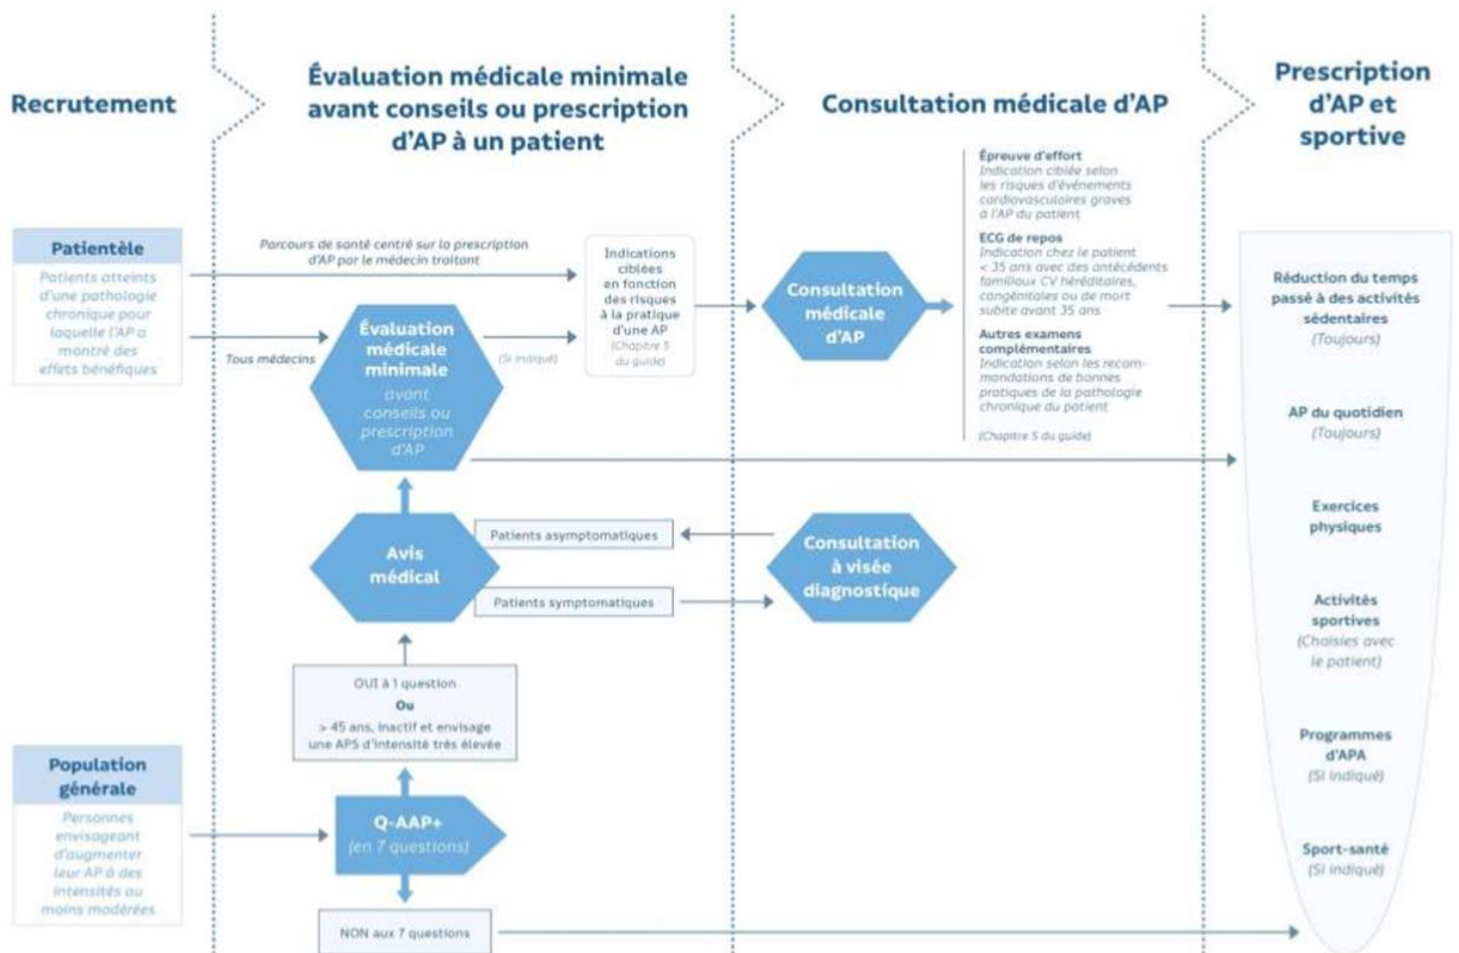 Recrutement
Évaluation médicale minimale
avant conseils ou prescription
d'AP à un patient
Consultation médicale d'AP
Prescription
d'AP et
sportive
Patientèle
Patients atteints
d'une pathologie
chronique pour
laquelle l'AP a
montré des
effets bénéfiques
Parcours de santé centré sur la prescription
d'AP par le médecin traitant
Tous médecins
Évaluation
médicale
minimale
avant
conseils ou
prescription
d'AP
(Si indiqué)
Indications
ciblées
en fonction
des risques
à la pratique
d'une AP
(Chapitre 5
du guide)
Consultation
médicale
d'AP
Épreuve d'effort
Indication ciblée selon
les risques d'événements
cardiovasculaires graves
à l'AP du patient
ECG de repos
Indication chez le patient
< 35 ans avec des antécédents
familiaux CV héréditaires,
congénitales ou de mort
subite avant 35 ans
Autres examens
complémentaires
Indication selon les recom-
mandations de bonnes
pratiques de la pathologie
chronique du patient
(Chapitre 5 du guide)
Avis
médical
Patients asymptomatiques
Patients symptomatiques
Consultation
à visée
diagnostique
OUI à 1 question
Ou
> 45 ans, inactif et envisage
une APS d'intensité très élevée
Population
générale
Personnes
envisageant
d'augmenter
leur AP à des
intensités au
moins modérées
Q-AAP+
(en 7 questions)
NON aux 7 questions
Réduction du temps
passé à des activités
sédentaires
(Toujours)
AP du quotidien
(Toujours)
Exercices
physiques
Activités
sportives
(Choisies avec
le patient)
Programmes
d'APA
(Si indiqué)
Sport-santé
(Si indiqué)